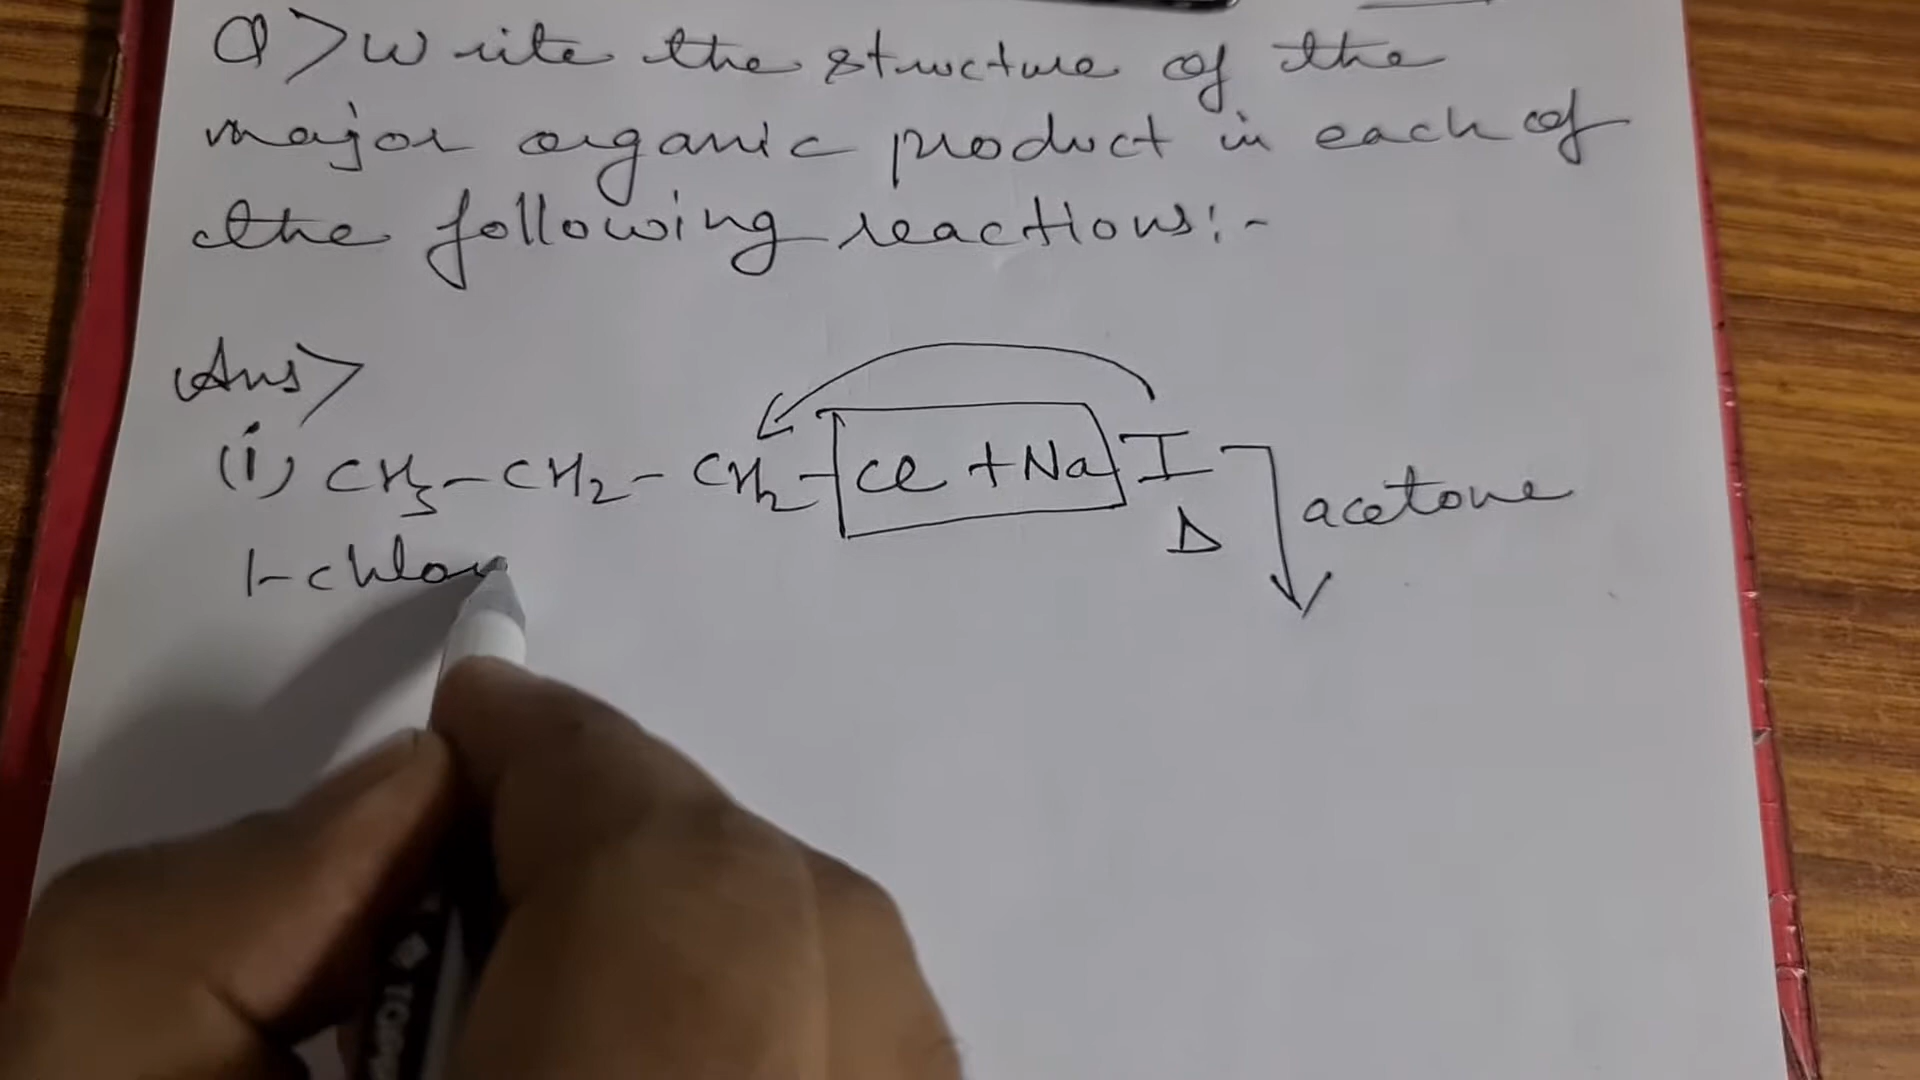 Q> Write the structure of the
major organic product in each of
the following reactions:-
Ans>
(i) CH3-CH2-CH2-Cl+NaI
Δ
acetone
1-chlor